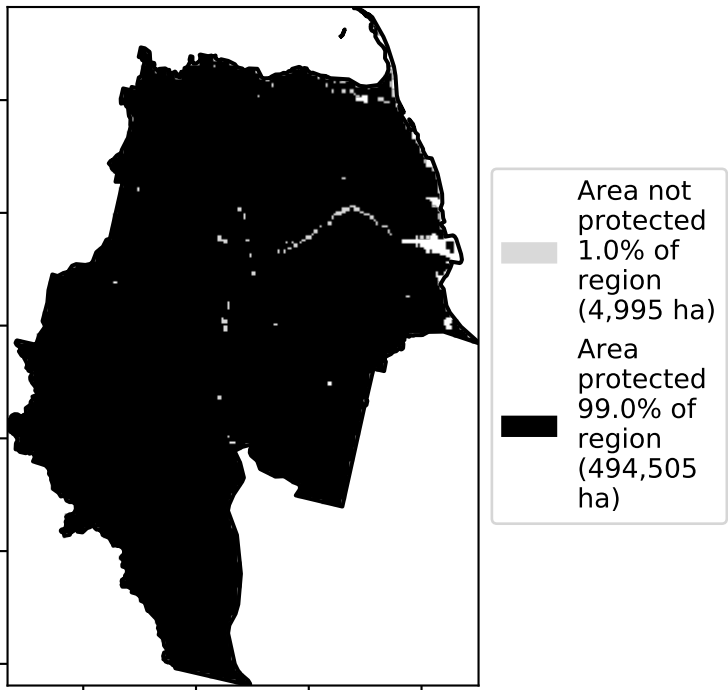 Area not
protected
1.0% of
region
(4,995 ha)
Area
protected
99.0% of
region
(494,505
ha)